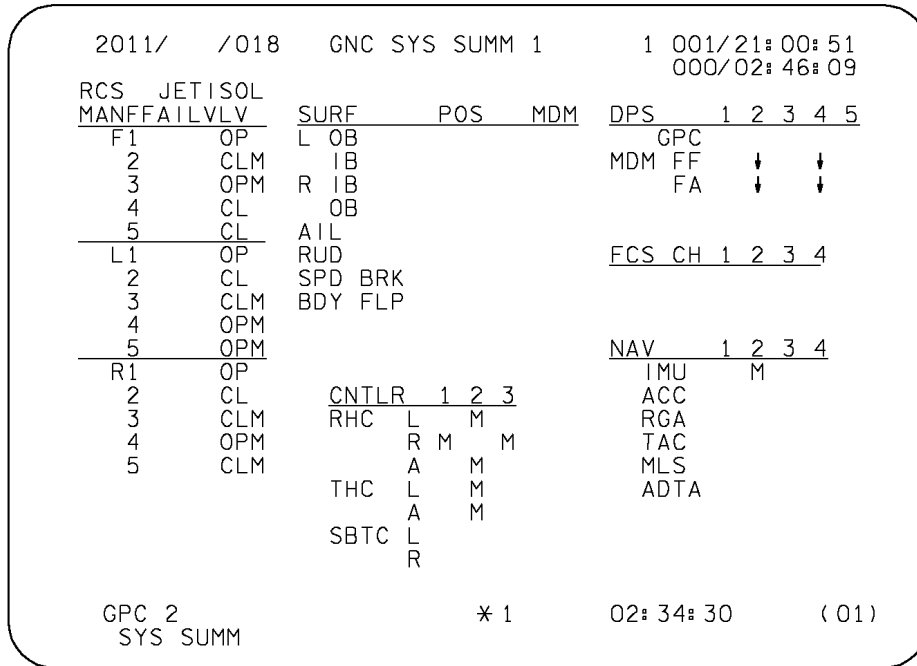 2011/ /018 GNC SYS SUMM 1 1 001/21:00:51
000/02:46:09
RCS JETISOL
MANFFAILVLV SURF POS MDM DPS 1 2 3 4 5
F1 OP L OB GPC
2 CLM IB MDM FF ↓ ↓
3 OPM R IB FA ↓ ↓
4 CL OB
5 CL AIL
L1 OP RUD FCS CH 1 2 3 4
2 CL SPD BRK
3 CLM BDY FLP
4 OPM
5 OPM NAV 1 2 3 4
R1 OP IMU M
2 CL CNTLR 1 2 3 ACC
3 CLM RHC L M RGA
4 OPM R M M TAC
5 CLM A M MLS
THC L M ADTA
A M
SBTC L
R
GPC 2 * 1 02:34:30 (01)
SYS SUMM